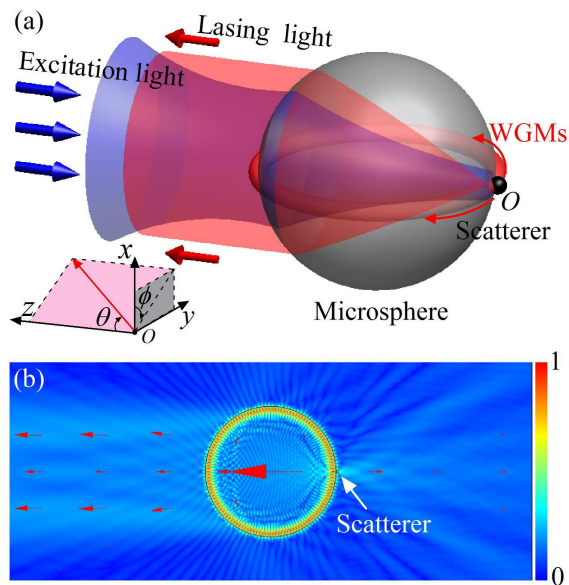 (a)
Lasing light
Excitation light
WGMs
O
Scatterer
x
ϕ
z
θ
y
O
Microsphere
(b)
1
Scatterer
0